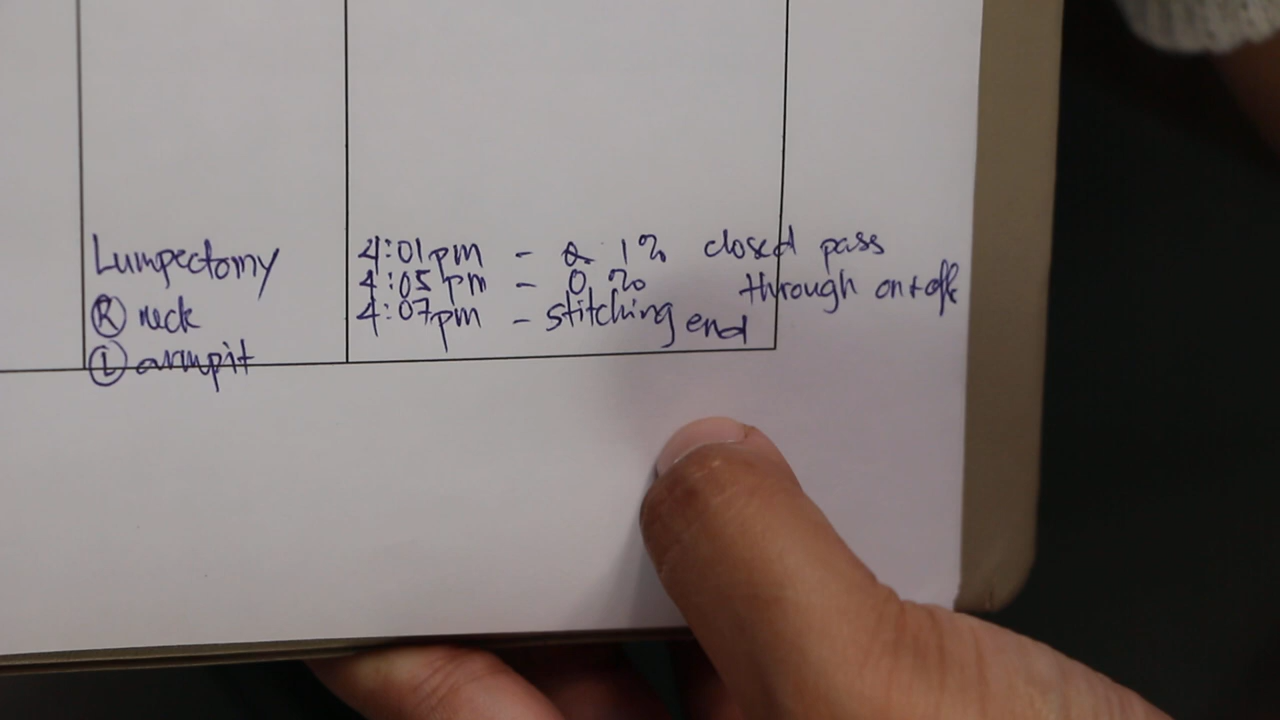 Lumpectomy
Ⓡ neck
Ⓛ armpit
4:01pm - 1% closed pass
through on+off
4:05pm - 0%
4:07pm - stitching end